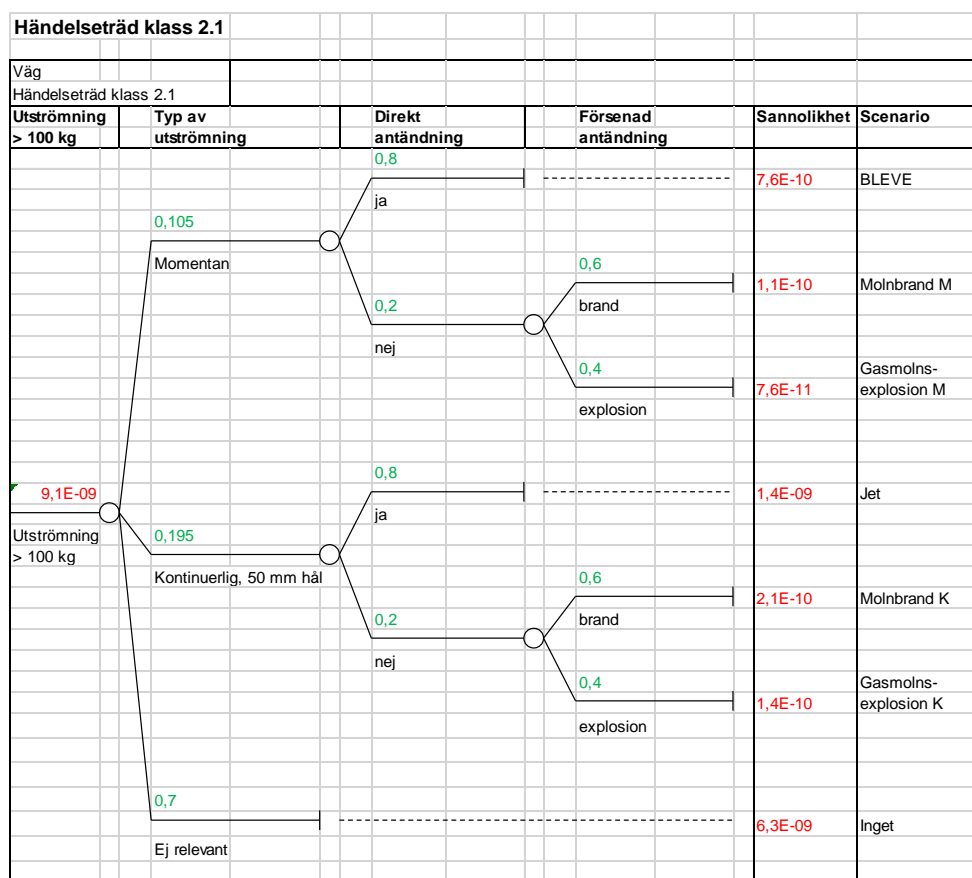 Händelseträd klass 2.1
Väg
Händelseträd klass 2.1
Utströmning
> 100 kg
Typ av
utströmning
Direkt
antändning
Försenad
antändning
Sannolikhet
Scenario
0,8
7,6E-10
BLEVE
ja
0,105
Momentan
0,6
1,1E-10
Molnbrand M
brand
0,2
nej
0,4
7,6E-11
Gasmolns-
explosion M
explosion
0,8
9,1E-09
1,4E-09
Jet
ja
Utströmning
> 100 kg
0,195
Kontinuerlig, 50 mm hål
0,6
2,1E-10
Molnbrand K
brand
0,2
nej
0,4
1,4E-10
Gasmolns-
explosion K
explosion
0,7
6,3E-09
Inget
Ej relevant